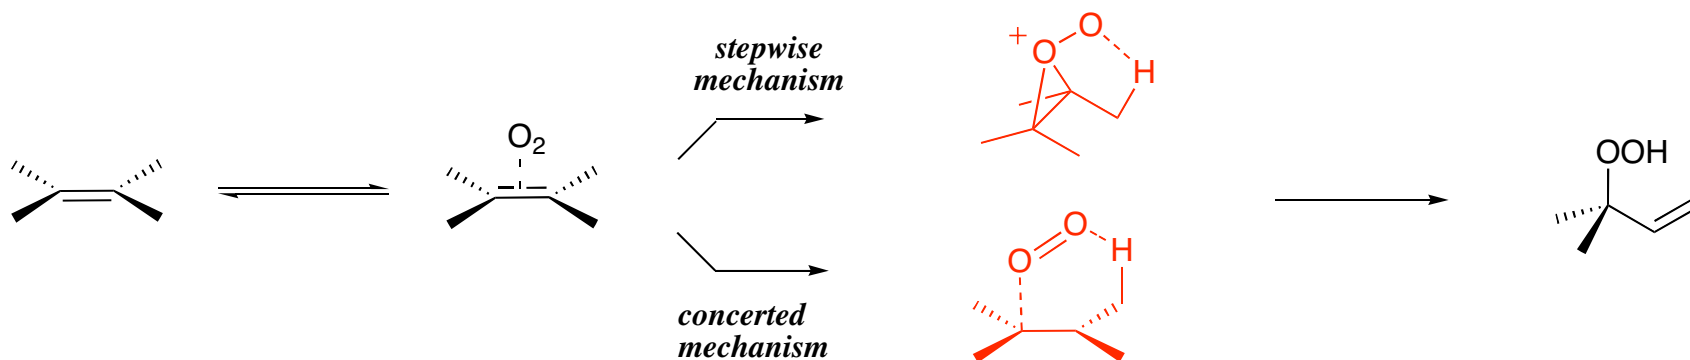 stepwise
mechanism
O2
+
O
O
H
O
O
H
concerted
mechanism
OOH